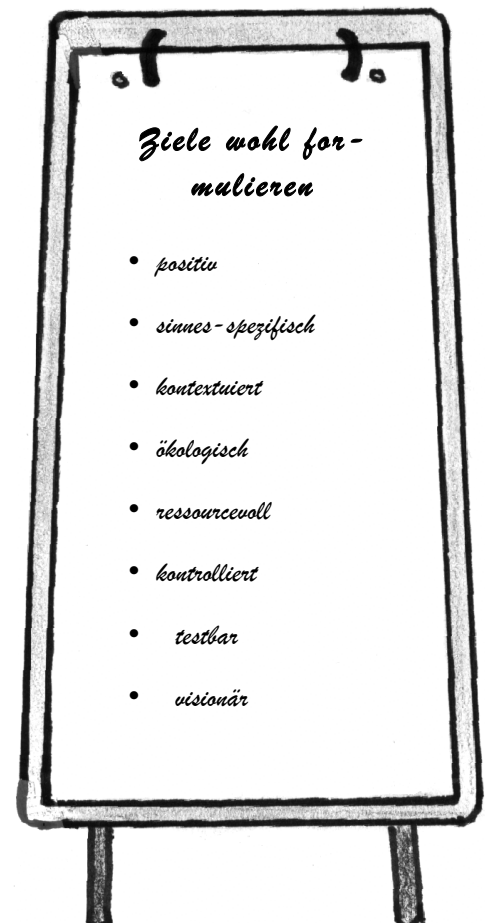 Ziele wohl for-
mulieren
• positiv
• sinnes-spezifisch
• kontextuiert
• ökologisch
• ressourcevoll
• kontrolliert
• testbar
• visionär